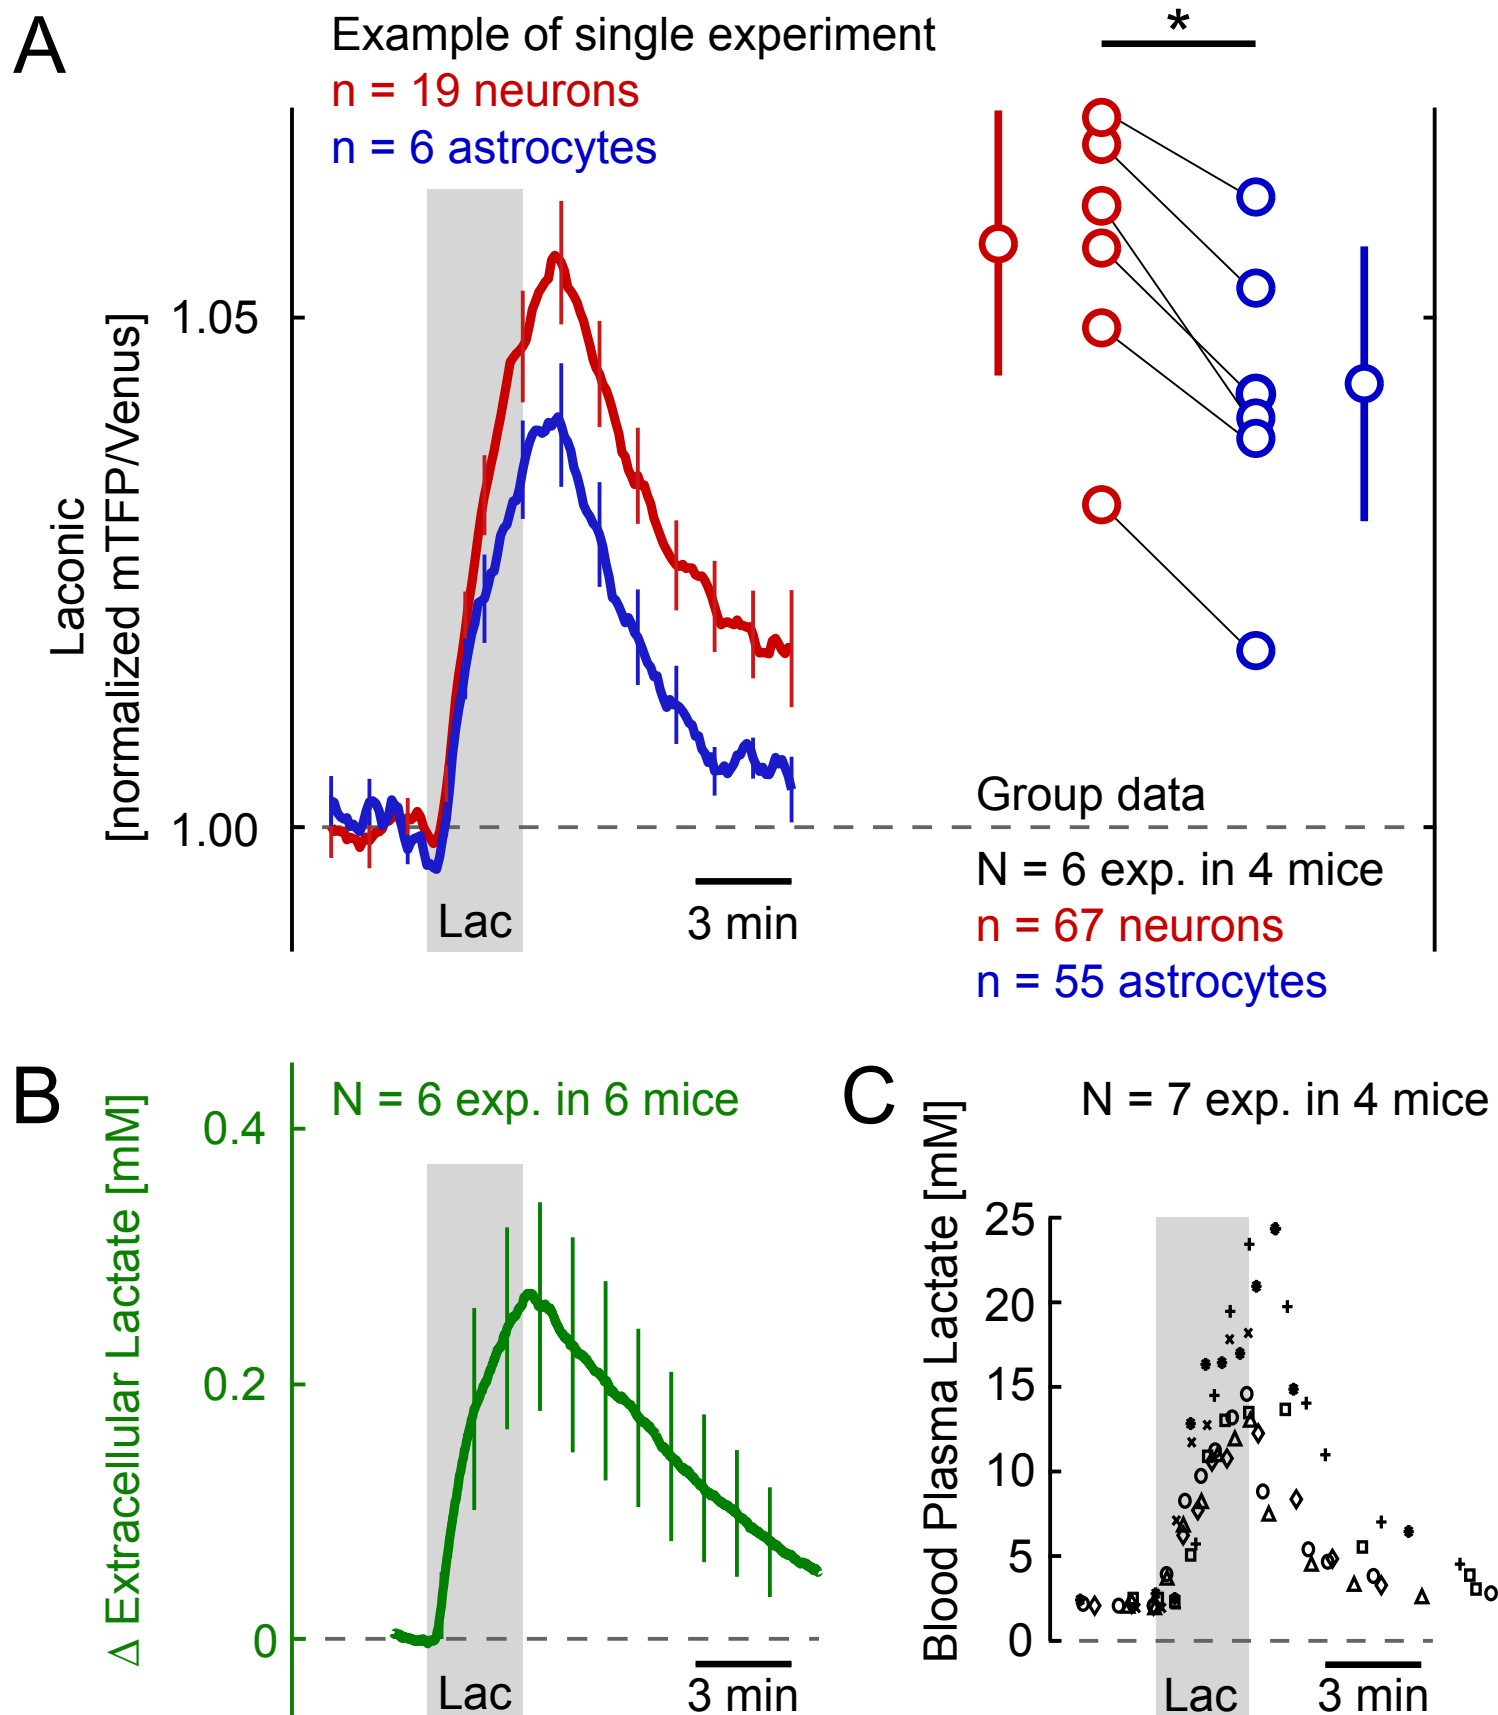 A
Example of single experiment
n = 19 neurons
n = 6 astrocytes
*
Laconic
[normalized mTFP/Venus]
1.05
1.00
Lac
3 min
Group data
N = 6 exp. in 4 mice
n = 67 neurons
n = 55 astrocytes
B
N = 6 exp. in 6 mice
Δ Extracellular Lactate [mM]
0.4
0.2
0
Lac
3 min
C
N = 7 exp. in 4 mice
Blood Plasma Lactate [mM]
25
20
15
10
5
0
Lac
3 min